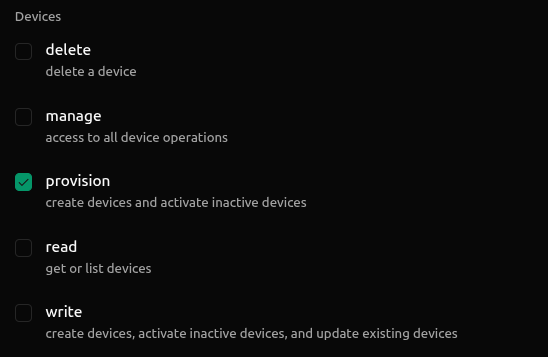 Devices
delete
delete a device
manage
access to all device operations
provision
create devices and activate inactive devices
read
get or list devices
write
create devices, activate inactive devices, and update existing devices